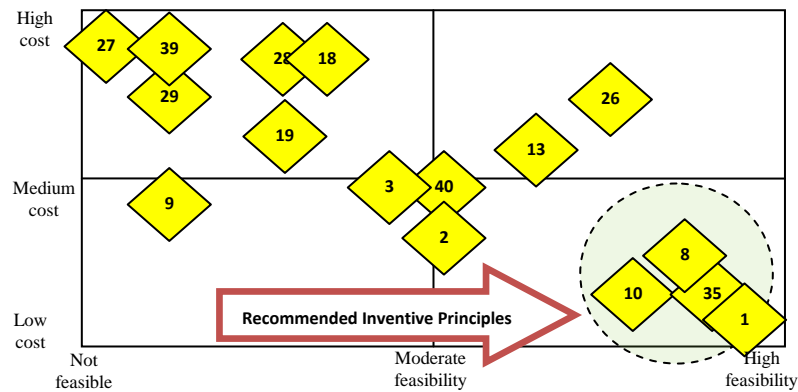 High
cost
27
39
28
18
29
26
19
13
Medium
cost
3
40
9
2
8
10
35
1
Recommended Inventive Principles
Low
cost
Not
feasible
Moderate
feasibility
High
feasibility